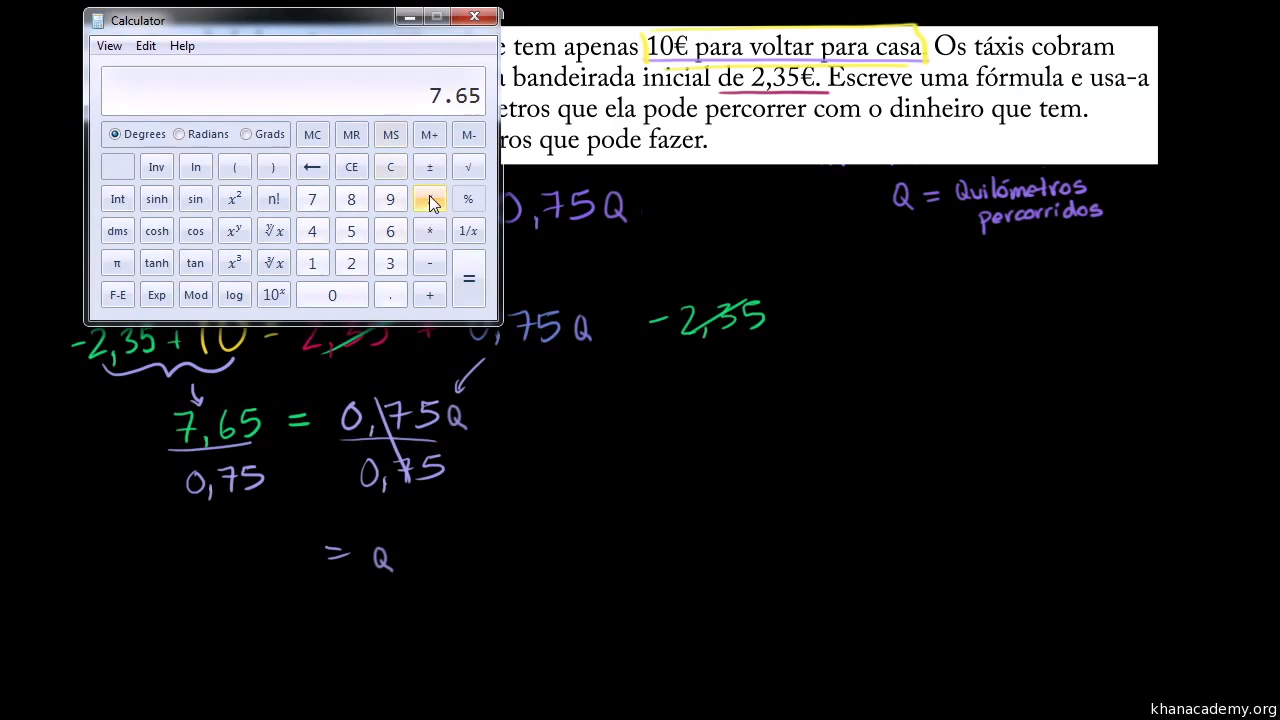 Calculator
View Edit Help
7.65
Degrees Radians Grads MC MR MS M+ M-
Inv ln ( ) ← CE C ± √
Int sinh sin x² n! 7 8 9 %
dms cosh cos xʸ ʸ√x 4 5 6 * 1/x
π tanh tan x³ ³√x 1 2 3 - =
F-E Exp Mod log 10ˣ 0 . +
e tem apenas 10€ para voltar para casa. Os táxis cobram
a bandeirada inicial de 2,35€. Escreve uma fórmula e usa-a
etros que ela pode percorrer com o dinheiro que tem.
ros que pode fazer.
0,75Q
Q = Quilómetros
percorridos
-2,35 + 10 = 2,35 + 0,75Q - 2,35
7,65 = 0,75Q
0,75 0,75
= Q
khanacademy.org